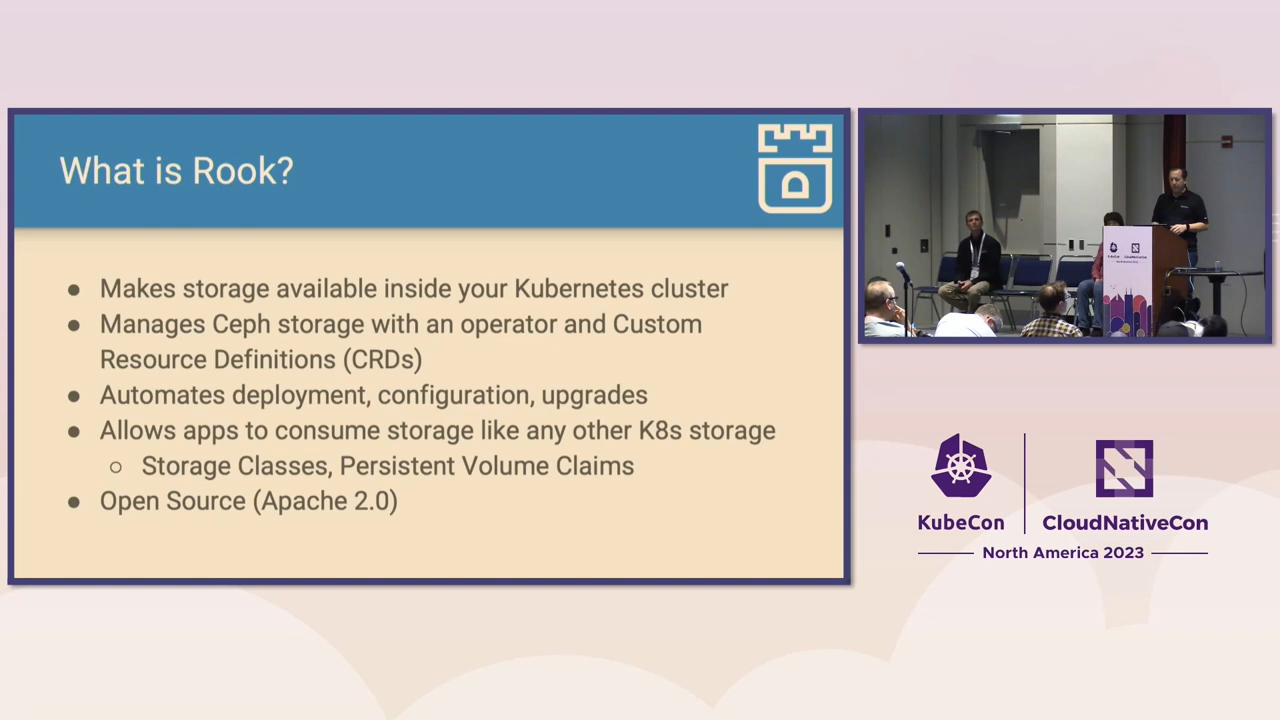 What is Rook?
● Makes storage available inside your Kubernetes cluster
● Manages Ceph storage with an operator and Custom
Resource Definitions (CRDs)
● Automates deployment, configuration, upgrades
● Allows apps to consume storage like any other K8s storage
○ Storage Classes, Persistent Volume Claims
● Open Source (Apache 2.0)
KubeCon
CloudNativeCon
North America 2023